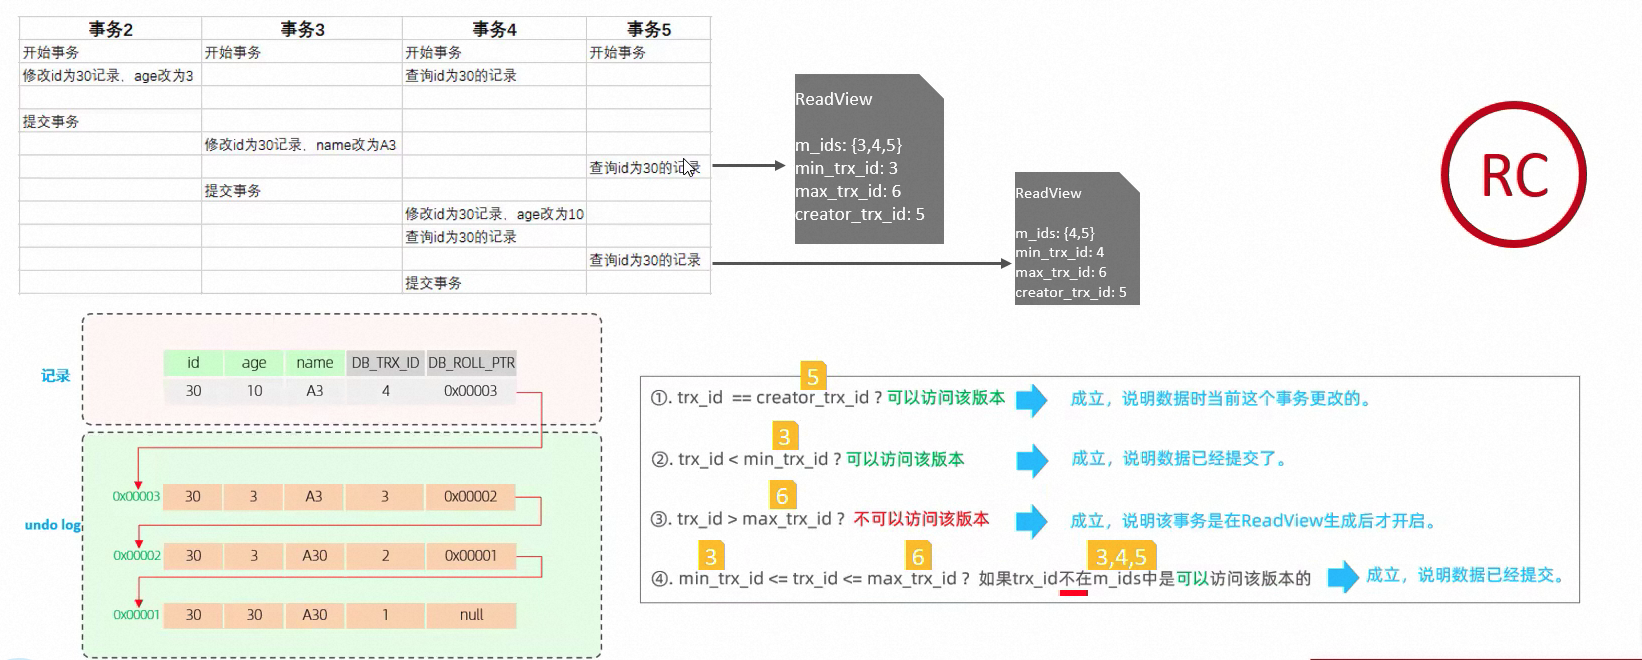 事务2 事务3 事务4 事务5
开始事务 开始事务 开始事务 开始事务
修改id为30记录、age改为3 查询id为30的记录
提交事务
修改id为30记录、name改为A3
查询id为30的记录
提交事务
修改id为30记录、age改为10
查询id为30的记录
查询id为30的记录
提交事务
ReadView
m_ids: {3,4,5}
min_trx_id: 3
max_trx_id: 6
creator_trx_id: 5
ReadView
m_ids: {4,5}
min_trx_id: 4
max_trx_id: 6
creator_trx_id: 5
RC
记录
id age name DB_TRX_ID DB_ROLL_PTR
30 10 A3 4 0x00003
undo log
0x00003 30 3 A3 3 0x00002
0x00002 30 3 A30 2 0x00001
0x00001 30 30 A30 1 null
5
①. trx_id == creator_trx_id ? 可以访问该版本 成立，说明数据时当前这个事务更改的。
3
②. trx_id < min_trx_id ? 可以访问该版本 成立，说明数据已经提交了。
6
③. trx_id > max_trx_id ? 不可以访问该版本 成立，说明该事务是在ReadView生成后才开启。
3 6 3,4,5
④. min_trx_id <= trx_id <= max_trx_id ? 如果trx_id不在m_ids中是可以访问该版本的 成立，说明数据已经提交。